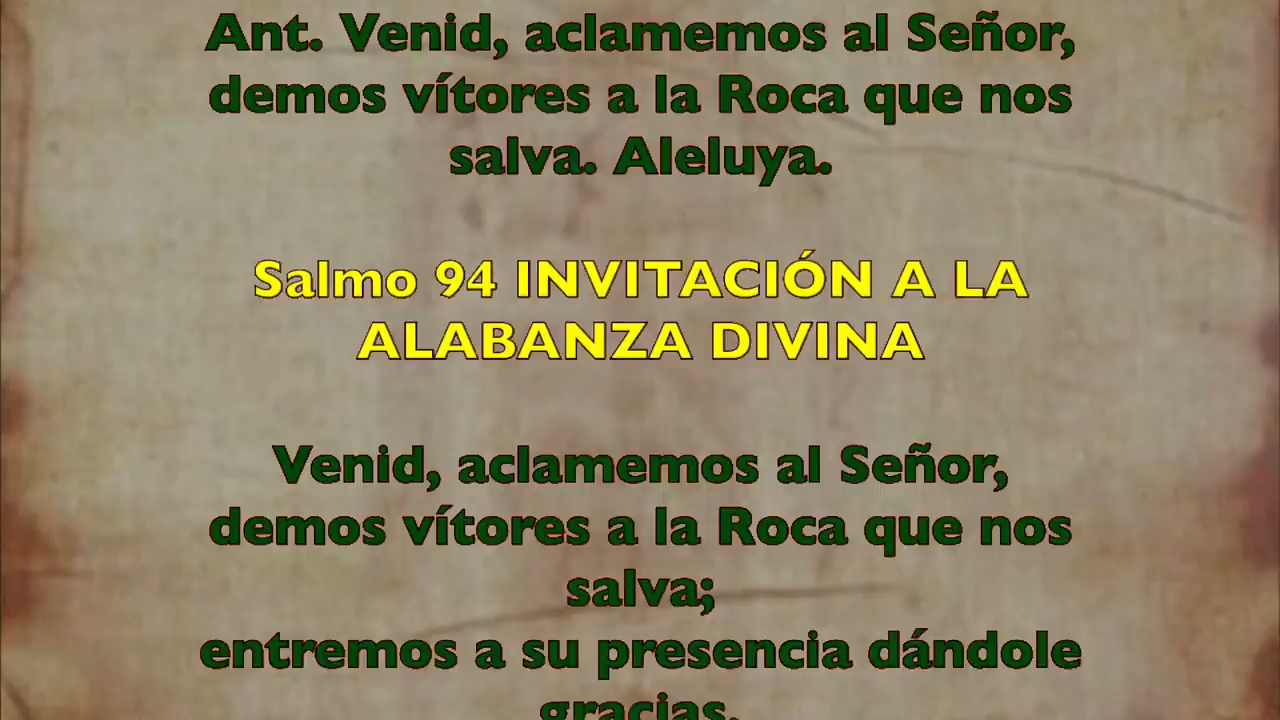 Ant. Venid, aclamemos al Señor,
demos vítores a la Roca que nos
salva. Aleluya.
Salmo 94 INVITACIÓN A LA
ALABANZA DIVINA
Venid, aclamemos al Señor,
demos vítores a la Roca que nos
salva;
entremos a su presencia dándole
gracias,